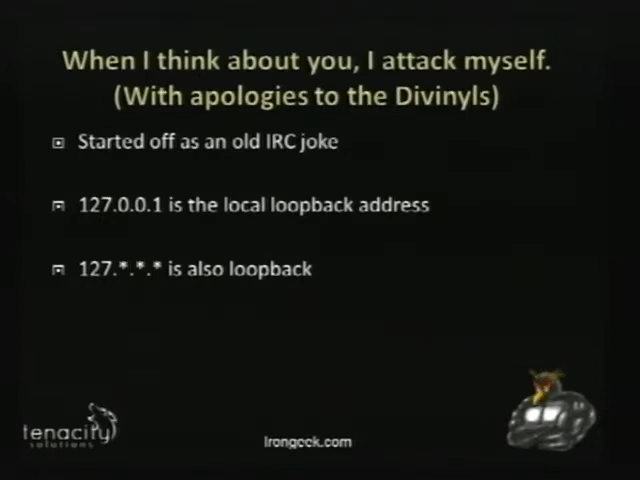 When I think about you, I attack myself.
(With apologies to the Divinyls)
Started off as an old IRC joke
127.0.0.1 is the local loopback address
127.*.*.* is also loopback
tenacity
solutions
Irongeek.com